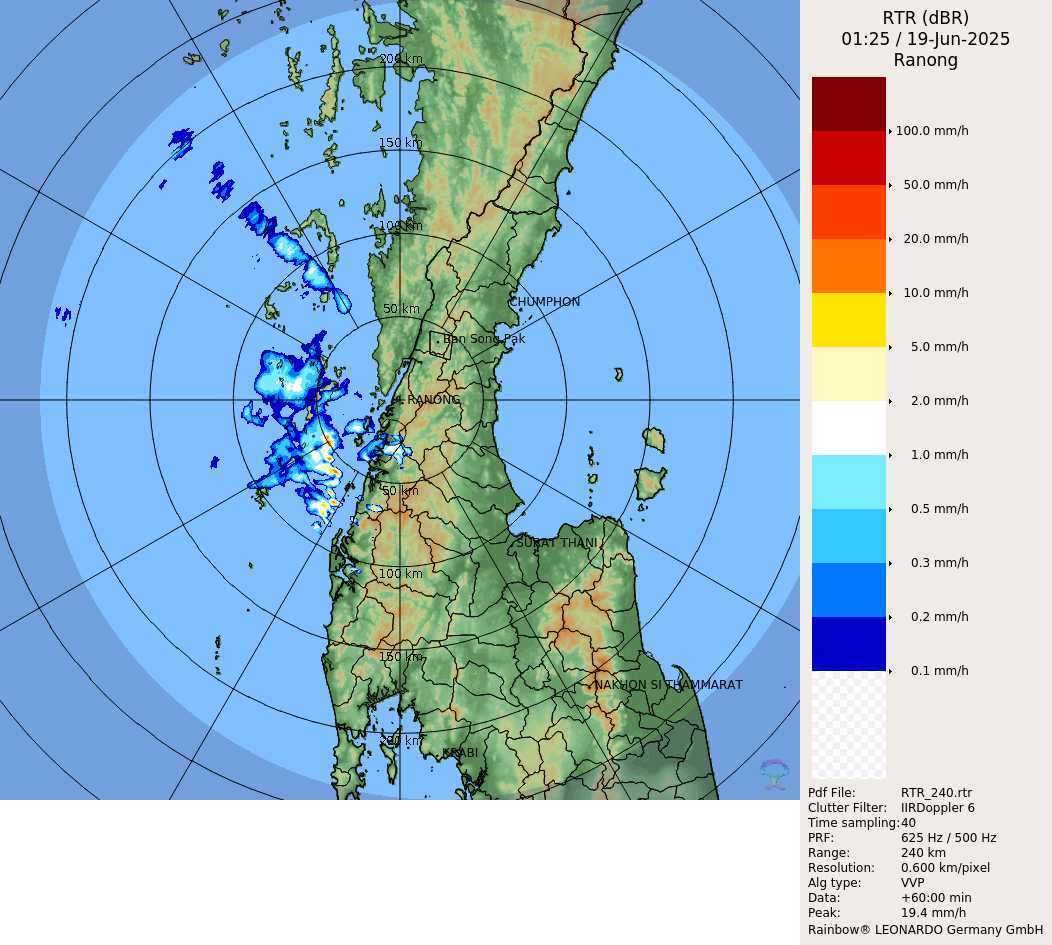 RTR (dBR)
01:25 / 19-Jun-2025
Ranong
100.0 mm/h
50.0 mm/h
20.0 mm/h
10.0 mm/h
5.0 mm/h
2.0 mm/h
1.0 mm/h
0.5 mm/h
0.3 mm/h
0.2 mm/h
0.1 mm/h
Pdf File: RTR_240.rtr
Clutter Filter: IIRDoppler 6
Time sampling: 40
PRF: 625 Hz / 500 Hz
Range: 240 km
Resolution: 0.600 km/pixel
Alg type: VVP
Data: +60:00 min
Peak: 19.4 mm/h
Rainbow® LEONARDO Germany GmbH
200 km
150 km
100 km
50 km
CHUMPHON
Ban Song Pak
RANONG
50 km
SURAT THANI
100 km
150 km
NAKHON SI THAMMARAT
200 km
KRABI